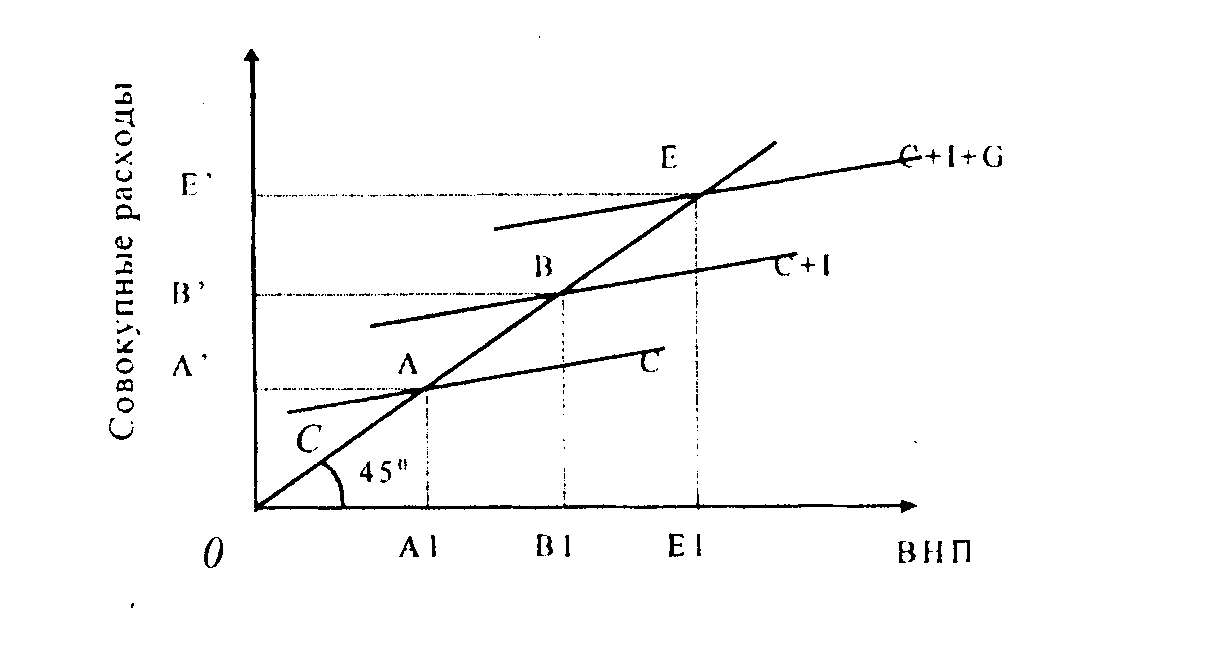 Совокупные расходы
E
C+I+G
E'
B
C+I
B'
A
A'
C
C
45°
0
A1
B1
E1
ВНП